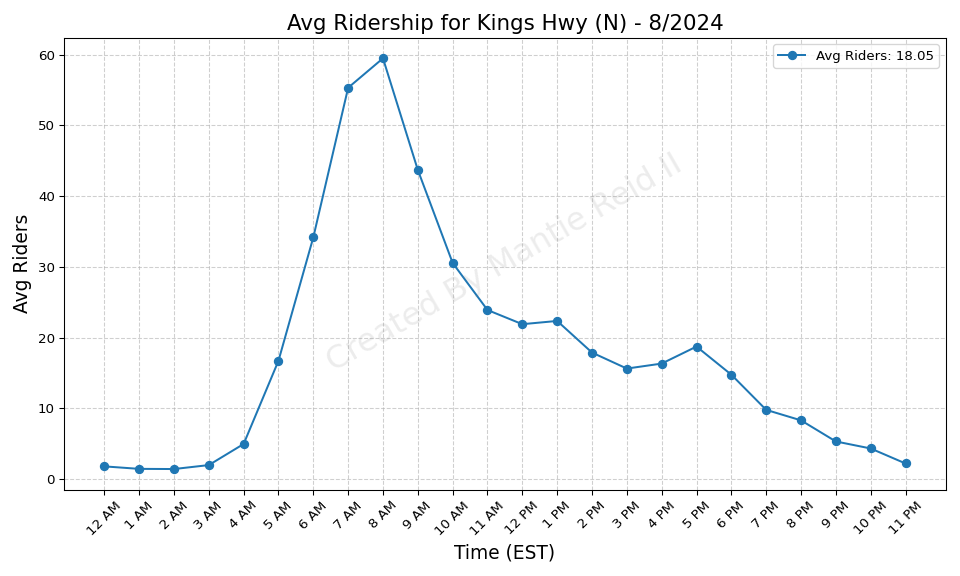 Avg Ridership for Kings Hwy (N) - 8/2024
Avg Riders: 18.05
60
50
40
30
20
10
0
Avg Riders
Created By Mantie Reid II
12 AM
1 AM
2 AM
3 AM
4 AM
5 AM
6 AM
7 AM
8 AM
9 AM
10 AM
11 AM
12 PM
1 PM
2 PM
3 PM
4 PM
5 PM
6 PM
7 PM
8 PM
9 PM
10 PM
11 PM
Time (EST)